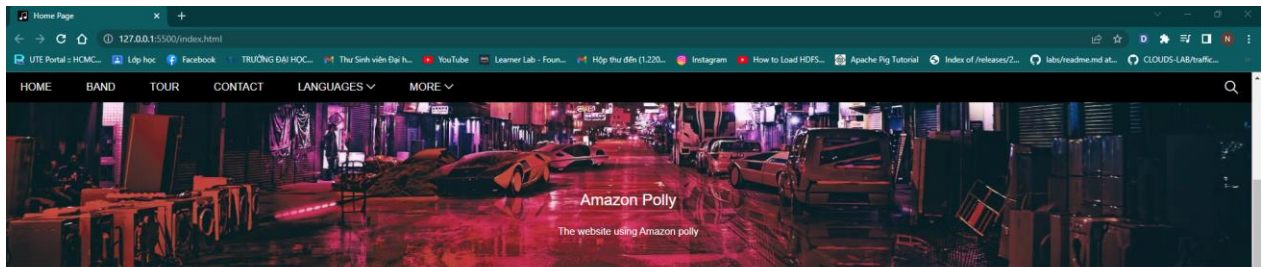 Home Page
127.0.0.1:5500/index.html
UTE Portal :: HCMC... Lớp học Facebook TRƯỜNG ĐẠI HỌC... Thư Sinh viên Đại h... YouTube Learner Lab - Foun... Hộp thư đến (1.220... Instagram How to Load HDFS... Apache Pig Tutorial Index of /releases/2... labs/readme.md at... CLOUDS-LAB/traffic...
HOME BAND TOUR CONTACT LANGUAGES MORE
Amazon Polly
The website using Amazon polly